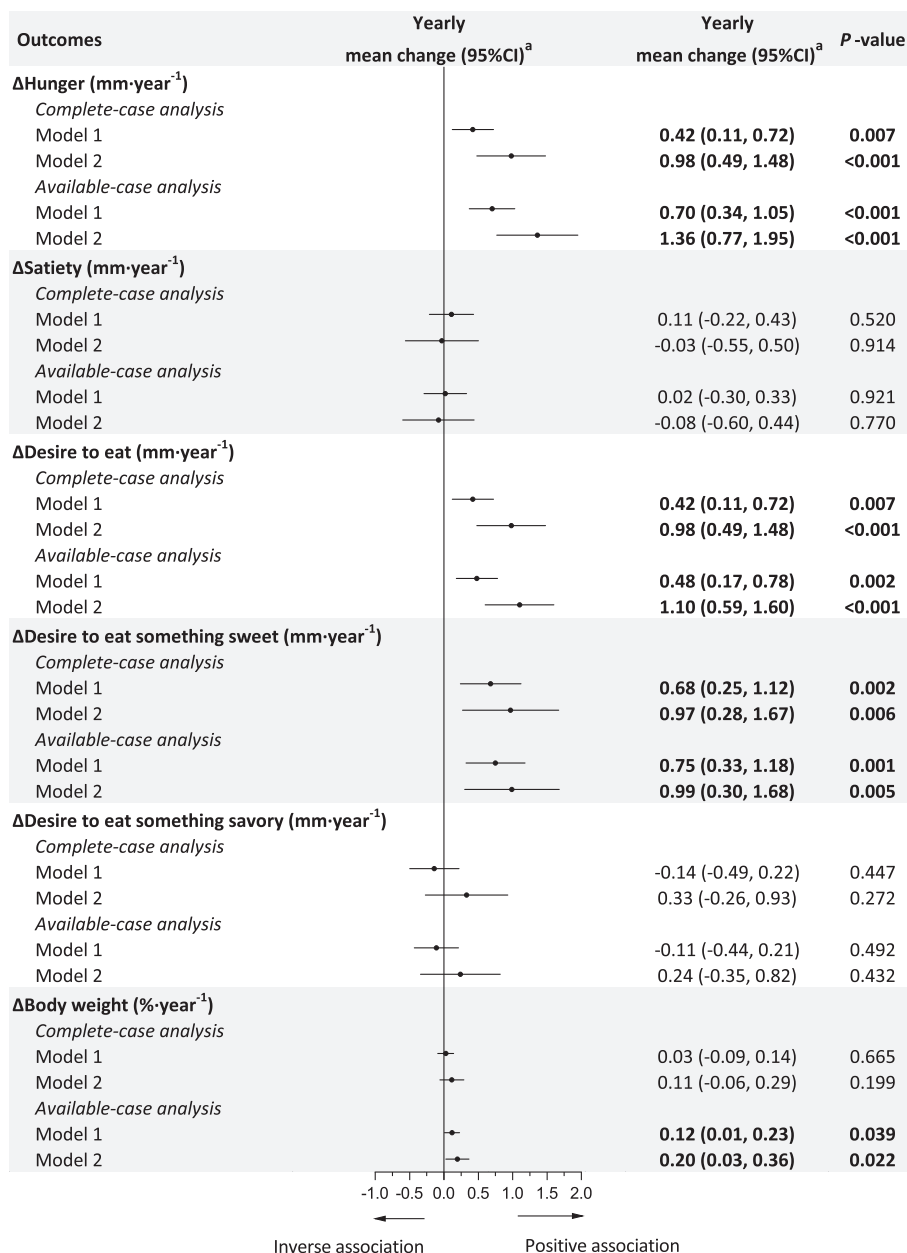 Outcomes Yearly mean change (95%CI)a Yearly mean change (95%CI)a P -value
ΔHunger (mm·year-1)
Complete-case analysis
Model 1 0.42 (0.11, 0.72) 0.007
Model 2 0.98 (0.49, 1.48) <0.001
Available-case analysis
Model 1 0.70 (0.34, 1.05) <0.001
Model 2 1.36 (0.77, 1.95) <0.001
ΔSatiety (mm·year-1)
Complete-case analysis
Model 1 0.11 (-0.22, 0.43) 0.520
Model 2 -0.03 (-0.55, 0.50) 0.914
Available-case analysis
Model 1 0.02 (-0.30, 0.33) 0.921
Model 2 -0.08 (-0.60, 0.44) 0.770
ΔDesire to eat (mm·year-1)
Complete-case analysis
Model 1 0.42 (0.11, 0.72) 0.007
Model 2 0.98 (0.49, 1.48) <0.001
Available-case analysis
Model 1 0.48 (0.17, 0.78) 0.002
Model 2 1.10 (0.59, 1.60) <0.001
ΔDesire to eat something sweet (mm·year-1)
Complete-case analysis
Model 1 0.68 (0.25, 1.12) 0.002
Model 2 0.97 (0.28, 1.67) 0.006
Available-case analysis
Model 1 0.75 (0.33, 1.18) 0.001
Model 2 0.99 (0.30, 1.68) 0.005
ΔDesire to eat something savory (mm·year-1)
Complete-case analysis
Model 1 -0.14 (-0.49, 0.22) 0.447
Model 2 0.33 (-0.26, 0.93) 0.272
Available-case analysis
Model 1 -0.11 (-0.44, 0.21) 0.492
Model 2 0.24 (-0.35, 0.82) 0.432
ΔBody weight (%·year-1)
Complete-case analysis
Model 1 0.03 (-0.09, 0.14) 0.665
Model 2 0.11 (-0.06, 0.29) 0.199
Available-case analysis
Model 1 0.12 (0.01, 0.23) 0.039
Model 2 0.20 (0.03, 0.36) 0.022
-1.0 -0.5 0.0 0.5 1.0 1.5 2.0
Inverse association Positive association